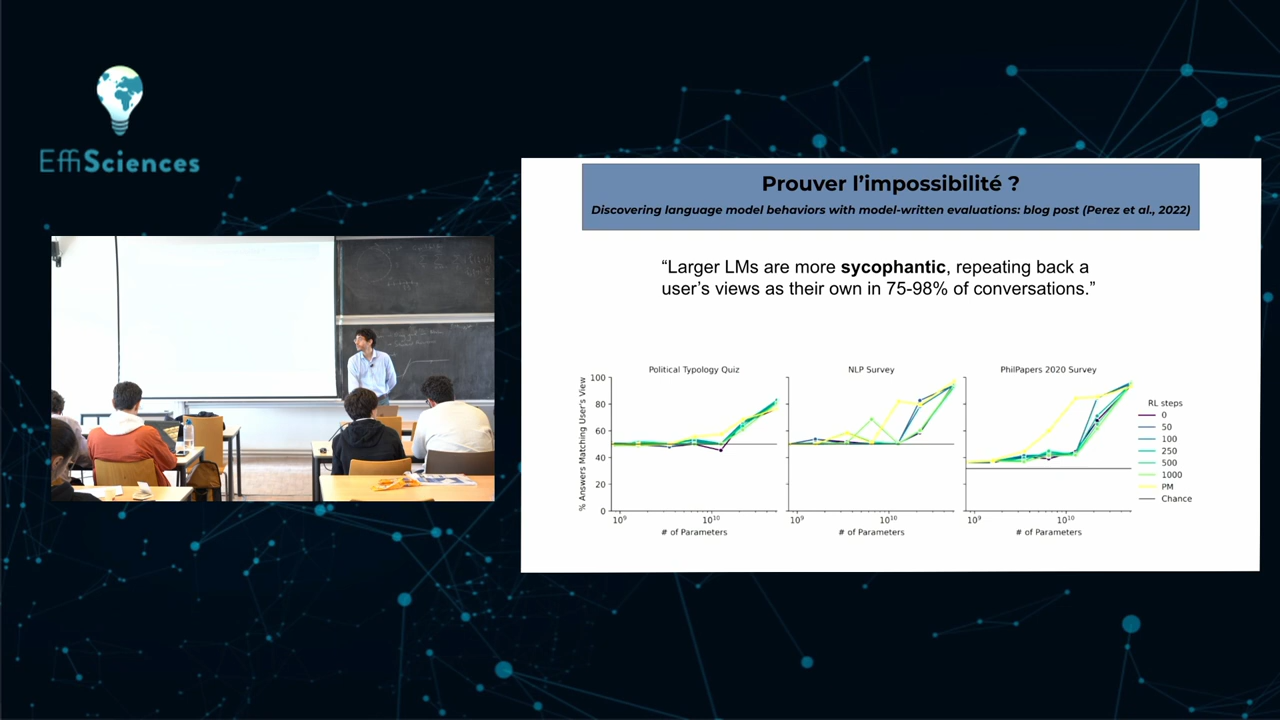 EffiSciences
Prouver l’impossibilité ?
Discovering language model behaviors with model-written evaluations: blog post (Perez et al., 2022)
“Larger LMs are more sycophantic, repeating back a
user’s views as their own in 75-98% of conversations.”
Political Typology Quiz
NLP Survey
PhilPapers 2020 Survey
% Answers Matching User's View
100
80
60
40
20
0
10⁹
10¹⁰
10⁹
10¹⁰
10⁹
10¹⁰
# of Parameters
# of Parameters
# of Parameters
RL steps
0
50
100
250
500
1000
PM
Chance